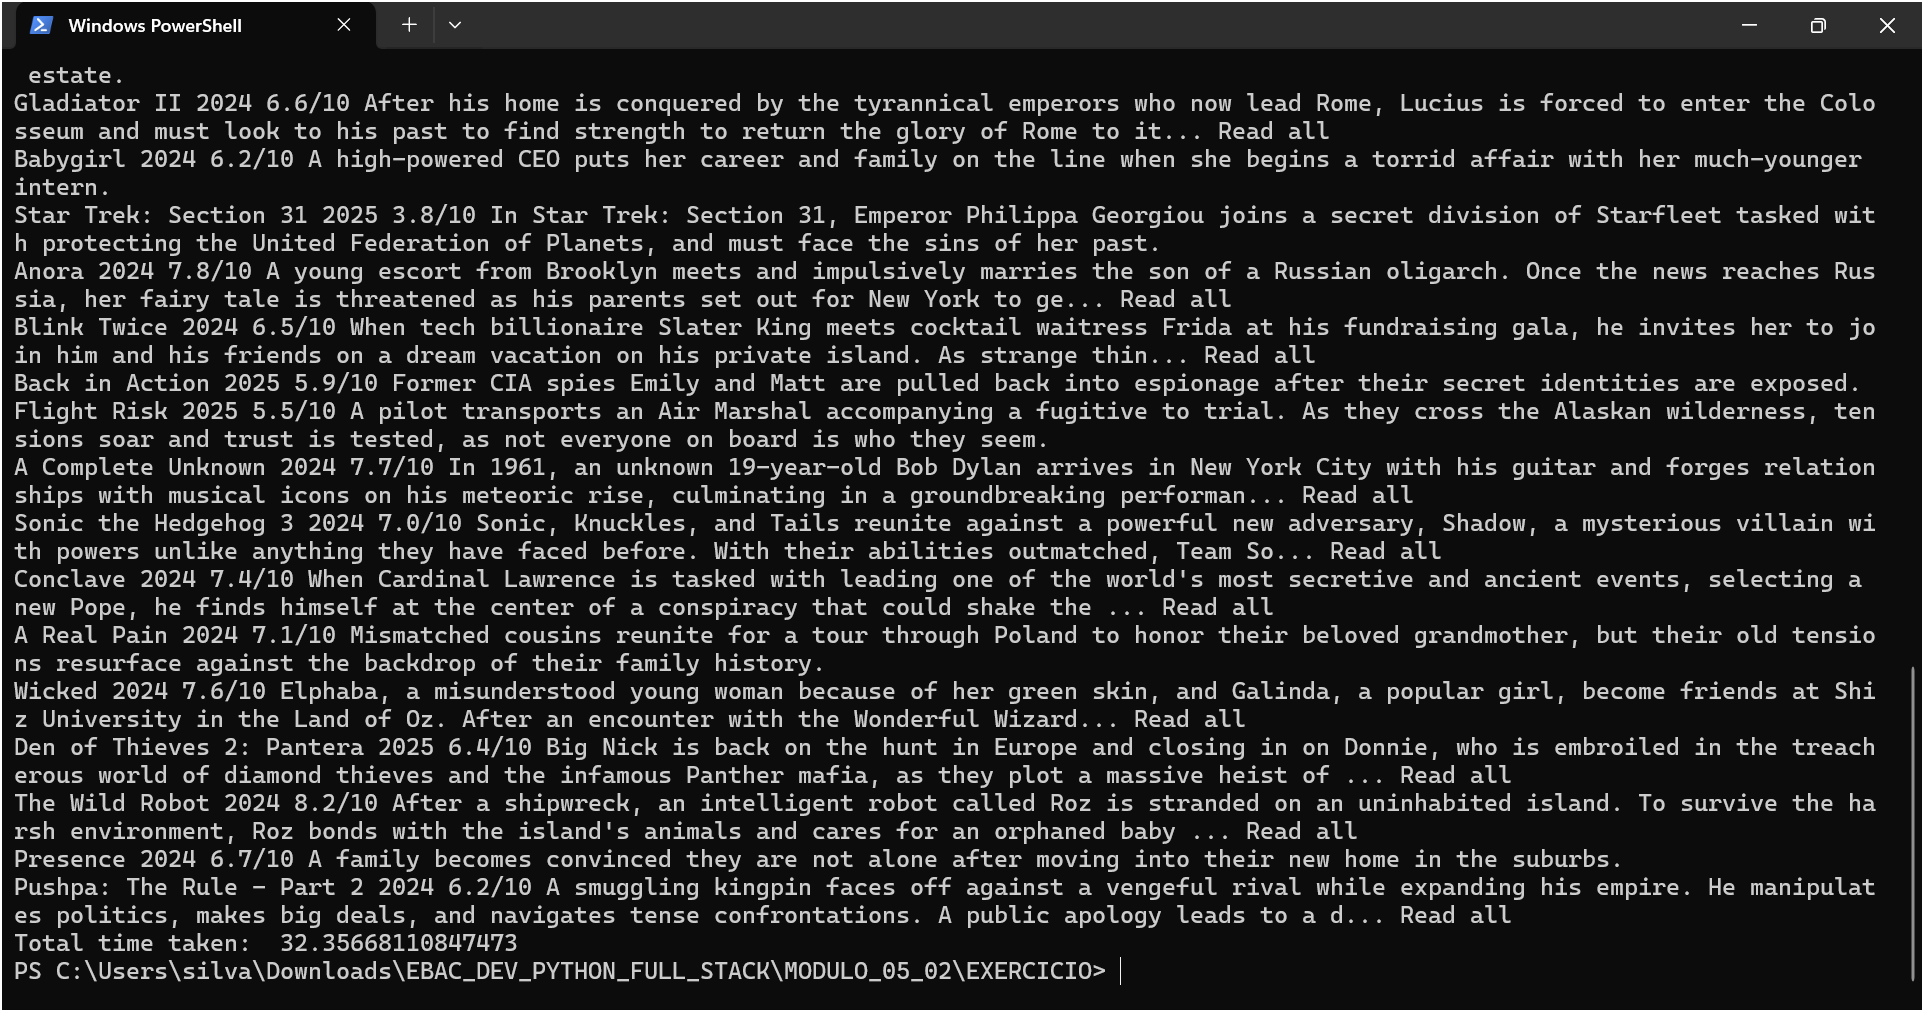 Windows PowerShell
estate.
Gladiator II 2024 6.6/10 After his home is conquered by the tyrannical emperors who now lead Rome, Lucius is forced to enter the Colo
sseum and must look to his past to find strength to return the glory of Rome to it... Read all
Babygirl 2024 6.2/10 A high-powered CEO puts her career and family on the line when she begins a torrid affair with her much-younger
intern.
Star Trek: Section 31 2025 3.8/10 In Star Trek: Section 31, Emperor Philippa Georgiou joins a secret division of Starfleet tasked wit
h protecting the United Federation of Planets, and must face the sins of her past.
Anora 2024 7.8/10 A young escort from Brooklyn meets and impulsively marries the son of a Russian oligarch. Once the news reaches Rus
sia, her fairy tale is threatened as his parents set out for New York to ge... Read all
Blink Twice 2024 6.5/10 When tech billionaire Slater King meets cocktail waitress Frida at his fundraising gala, he invites her to jo
in him and his friends on a dream vacation on his private island. As strange thin... Read all
Back in Action 2025 5.9/10 Former CIA spies Emily and Matt are pulled back into espionage after their secret identities are exposed.
Flight Risk 2025 5.5/10 A pilot transports an Air Marshal accompanying a fugitive to trial. As they cross the Alaskan wilderness, ten
sions soar and trust is tested, as not everyone on board is who they seem.
A Complete Unknown 2024 7.7/10 In 1961, an unknown 19-year-old Bob Dylan arrives in New York City with his guitar and forges relation
ships with musical icons on his meteoric rise, culminating in a groundbreaking performan... Read all
Sonic the Hedgehog 3 2024 7.0/10 Sonic, Knuckles, and Tails reunite against a powerful new adversary, Shadow, a mysterious villain wi
th powers unlike anything they have faced before. With their abilities outmatched, Team So... Read all
Conclave 2024 7.4/10 When Cardinal Lawrence is tasked with leading one of the world's most secretive and ancient events, selecting a
new Pope, he finds himself at the center of a conspiracy that could shake the ... Read all
A Real Pain 2024 7.1/10 Mismatched cousins reunite for a tour through Poland to honor their beloved grandmother, but their old tensio
ns resurface against the backdrop of their family history.
Wicked 2024 7.6/10 Elphaba, a misunderstood young woman because of her green skin, and Galinda, a popular girl, become friends at Shi
z University in the Land of Oz. After an encounter with the Wonderful Wizard... Read all
Den of Thieves 2: Pantera 2025 6.4/10 Big Nick is back on the hunt in Europe and closing in on Donnie, who is embroiled in the treach
erous world of diamond thieves and the infamous Panther mafia, as they plot a massive heist of ... Read all
The Wild Robot 2024 8.2/10 After a shipwreck, an intelligent robot called Roz is stranded on an uninhabited island. To survive the ha
rsh environment, Roz bonds with the island's animals and cares for an orphaned baby ... Read all
Presence 2024 6.7/10 A family becomes convinced they are not alone after moving into their new home in the suburbs.
Pushpa: The Rule - Part 2 2024 6.2/10 A smuggling kingpin faces off against a vengeful rival while expanding his empire. He manipulat
es politics, makes big deals, and navigates tense confrontations. A public apology leads to a d... Read all
Total time taken:  32.35668110847473
PS C:\Users\silva\Downloads\EBAC_DEV_PYTHON_FULL_STACK\MODULO_05_02\EXERCICIO>